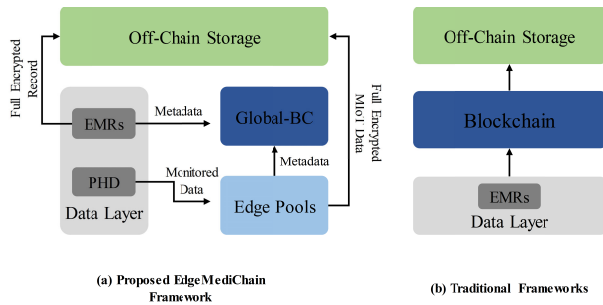 Off-Chain Storage
Full Encrypted
Record
EMRs
Metadata
Global-BC
Full Encrypted
MIoT Data
Metadata
PHD
Monitored
Data
Edge Pools
Data Layer
(a) Proposed EdgeMediChain
Framework
Off-Chain Storage
Blockchain
EMRs
Data Layer
(b) Traditional Frameworks